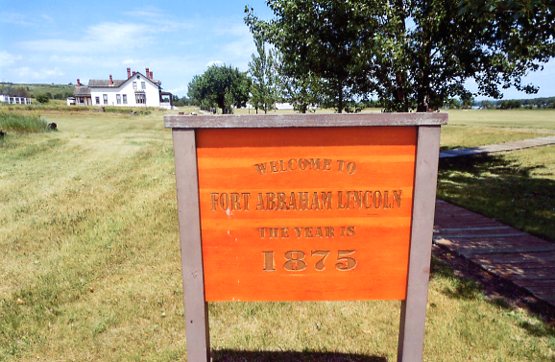 WELCOME TO
FORT ABRAHAM LINCOLN
THE YEAR IS
1875